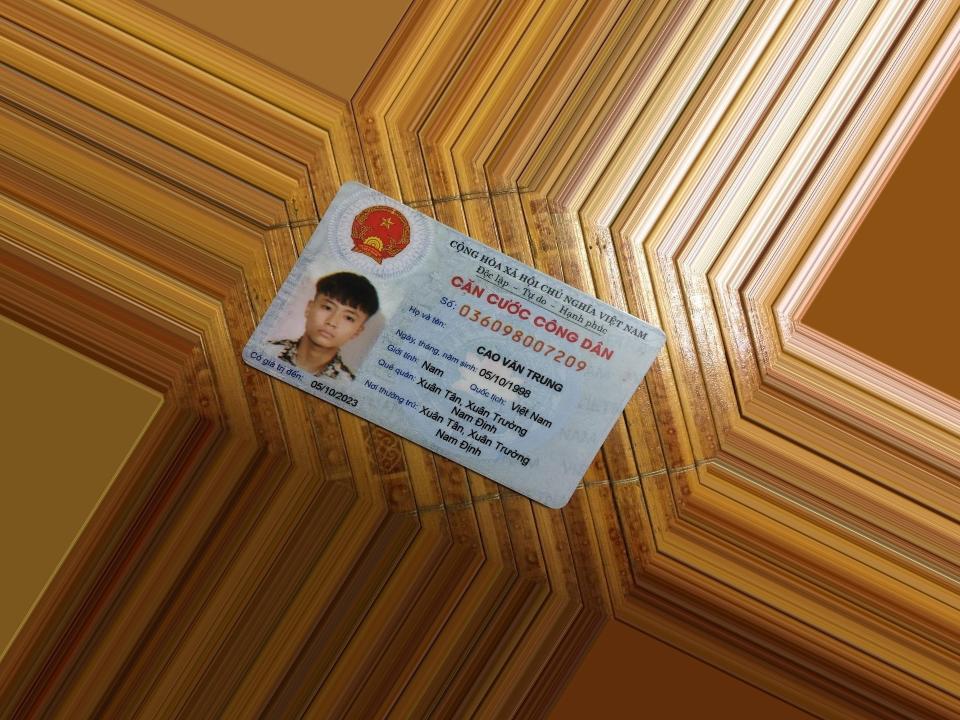 CỘNG HÒA XÃ HỘI CHỦ NGHĨA VIỆT NAM
Độc lập - Tự do - Hạnh phúc
CĂN CƯỚC CÔNG DÂN
Số: 036098007209
Họ và tên:
CAO VĂN TRUNG
Ngày, tháng, năm sinh: 05/10/1998
Giới tính: Nam Quốc tịch: Việt Nam
Quê quán: Xuân Tân, Xuân Trường
Nam Định
Nơi thường trú: Xuân Tân, Xuân Trường
Nam Định
Có giá trị đến: 05/10/2023